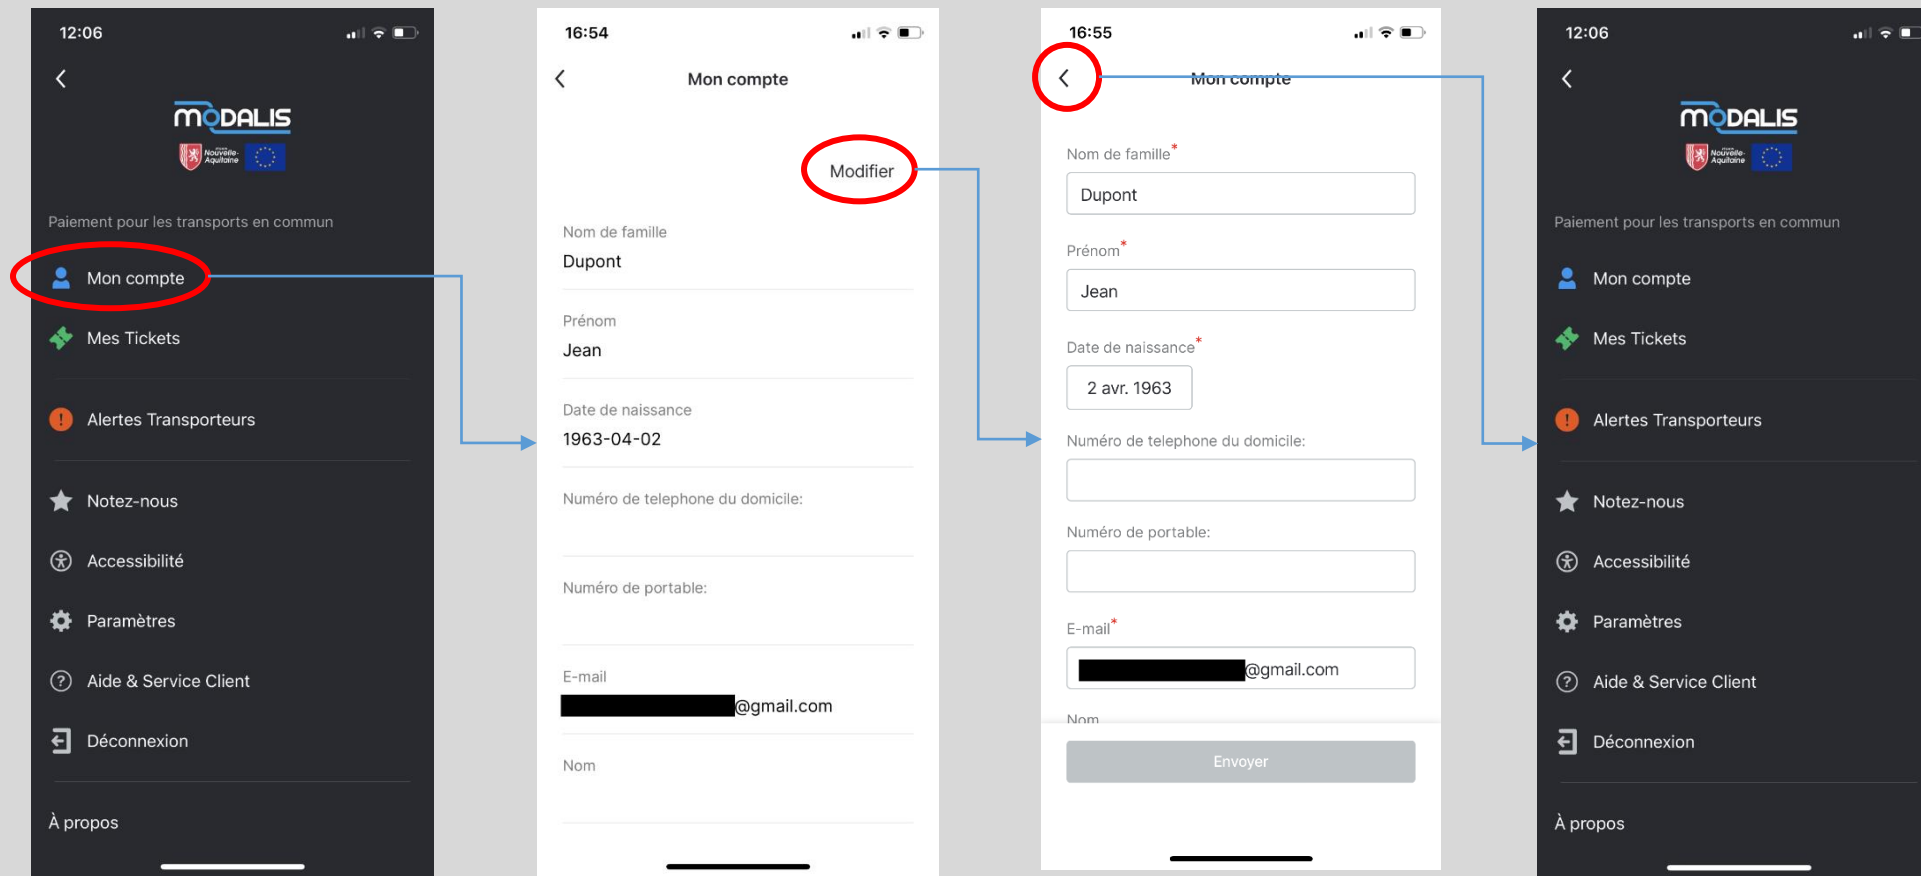 12:06
MODALIS
RÉGION
Nouvelle-
Aquitaine
Paiement pour les transports en commun
Mon compte
Mes Tickets
!
Alertes Transporteurs
Notez-nous
Accessibilité
Paramètres
?
Aide & Service Client
Déconnexion
À propos
16:54
Mon compte
Modifier
Nom de famille
Dupont
Prénom
Jean
Date de naissance
1963-04-02
Numéro de telephone du domicile:
Numéro de portable:
E-mail
@gmail.com
Nom
16:55
Mon compte
Nom de famille*
Dupont
Prénom*
Jean
Date de naissance*
2 avr. 1963
Numéro de telephone du domicile:
Numéro de portable:
E-mail*
@gmail.com
Nom
Envoyer
12:06
MODALIS
RÉGION
Nouvelle-
Aquitaine
Paiement pour les transports en commun
Mon compte
Mes Tickets
!
Alertes Transporteurs
Notez-nous
Accessibilité
Paramètres
?
Aide & Service Client
Déconnexion
À propos